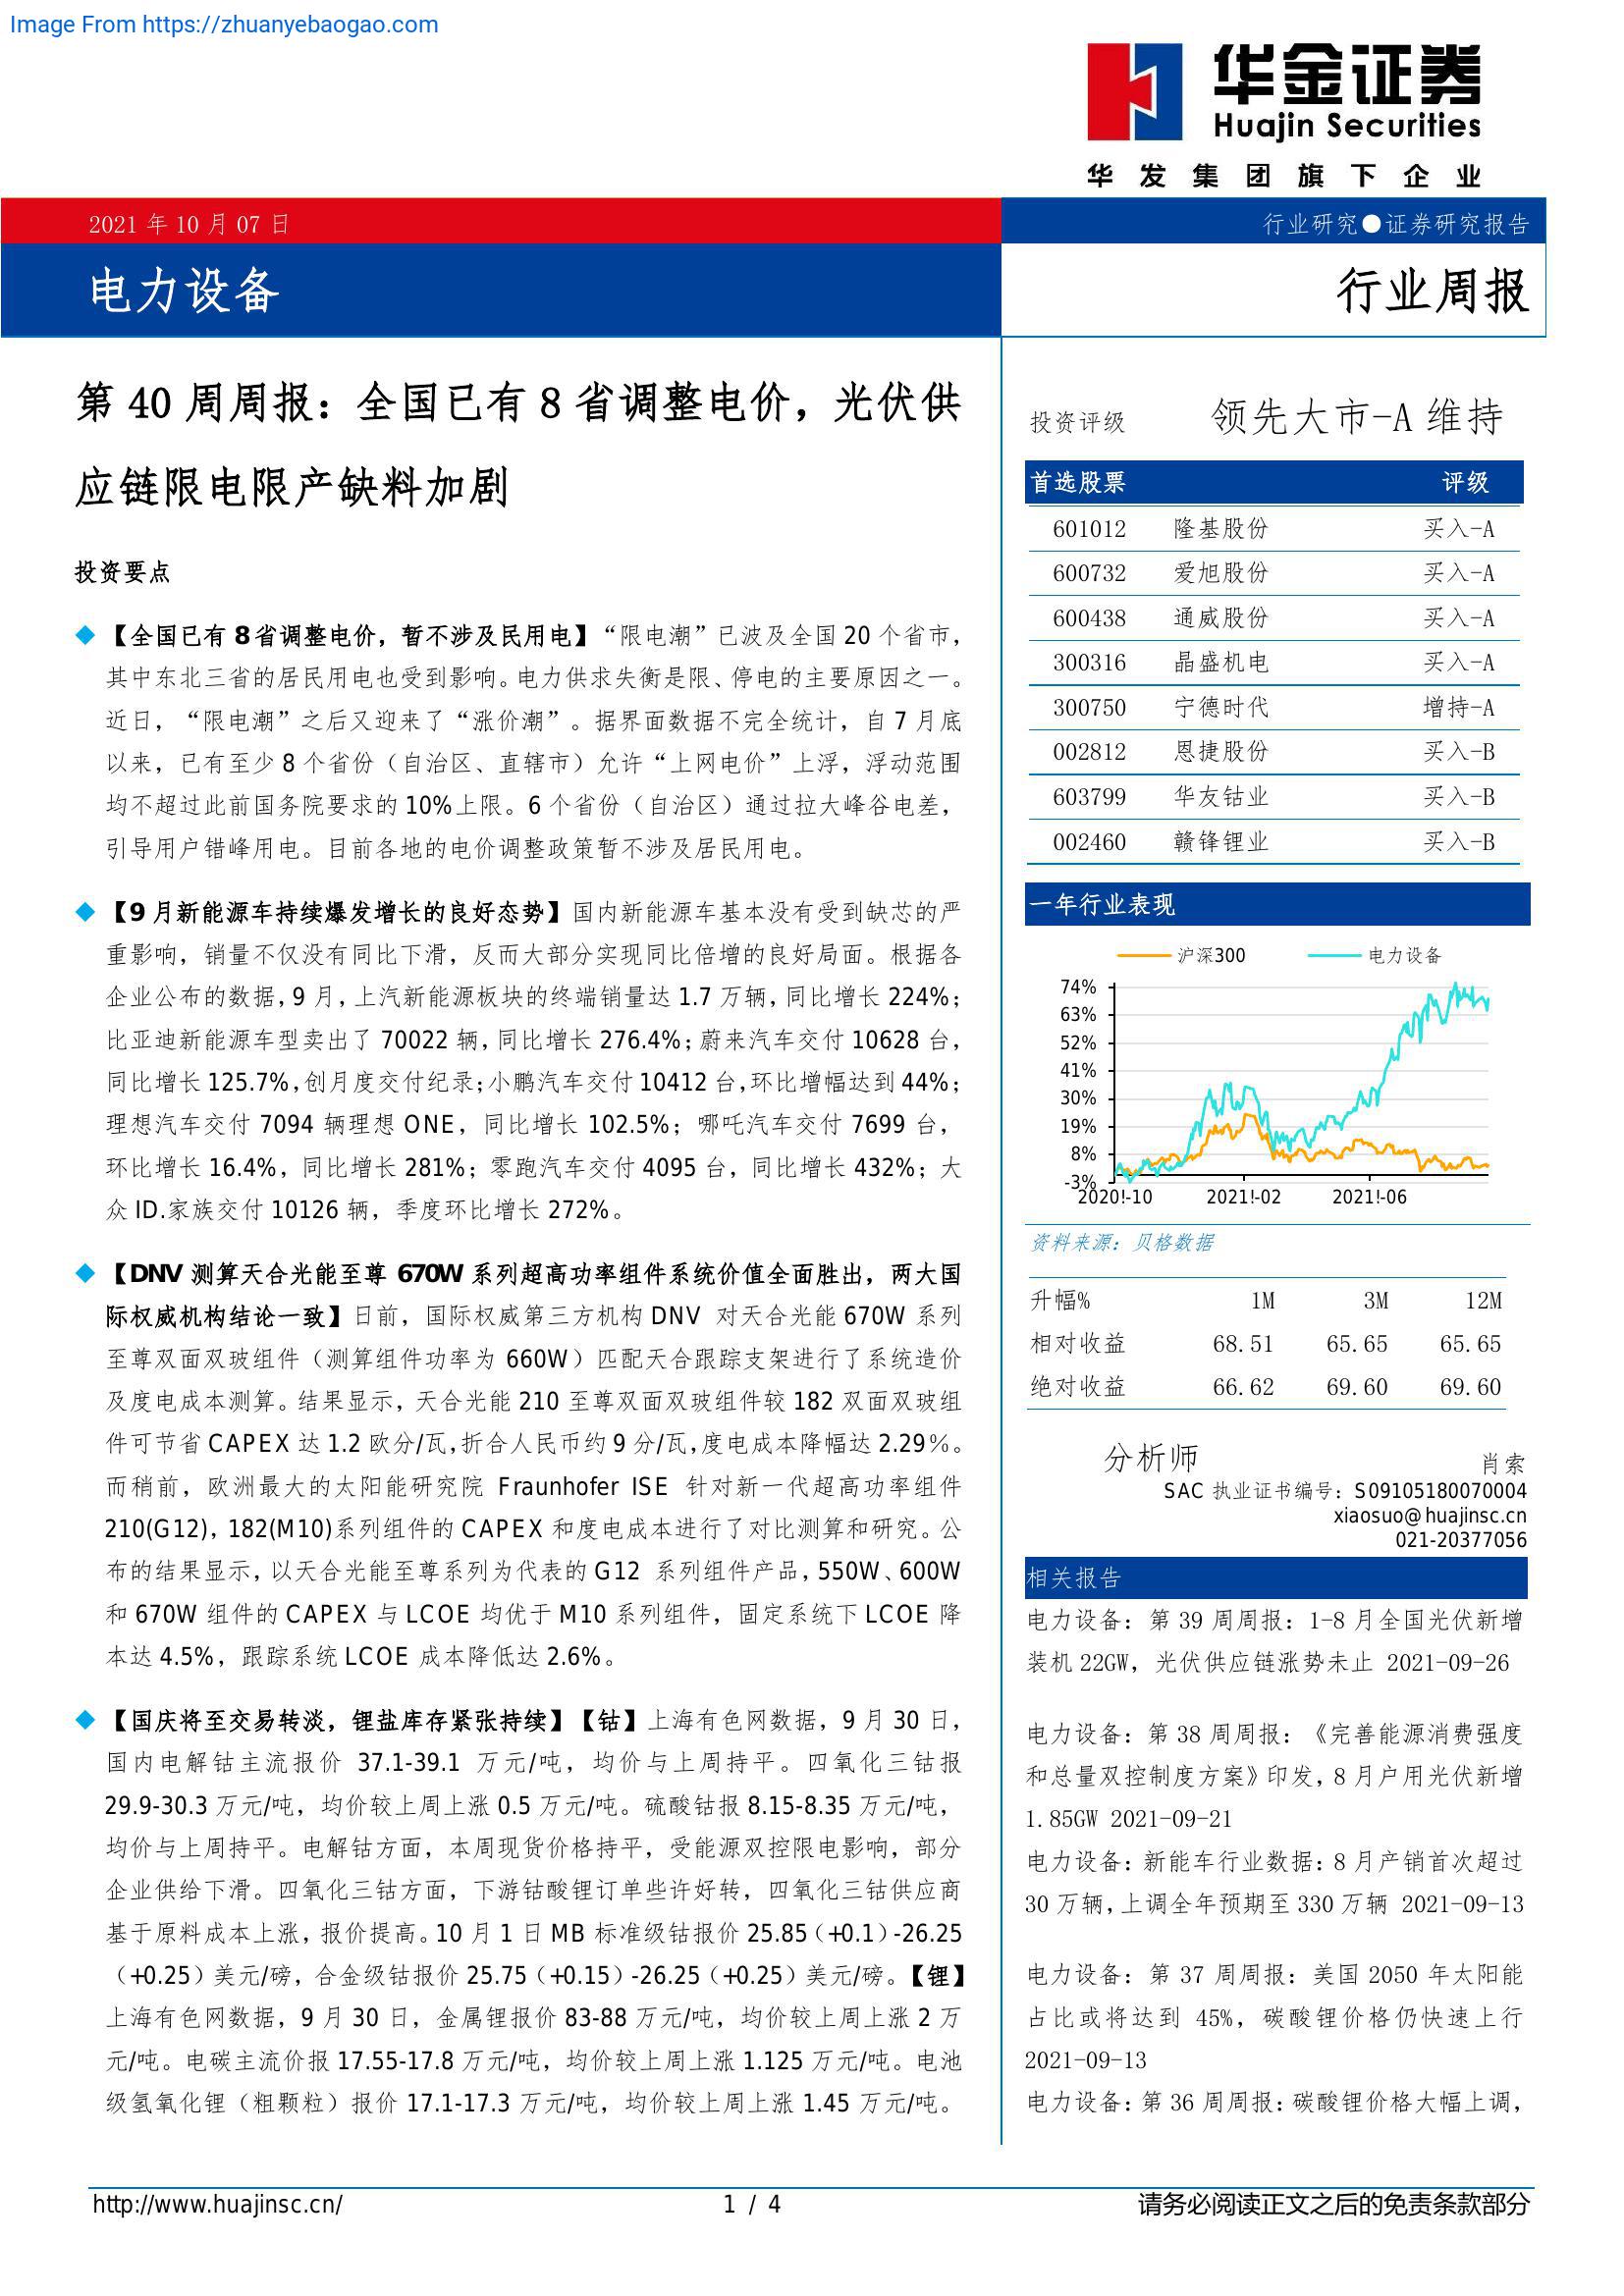 Image From https://zhuanyebaogao.com
华金证券
Huajin Securities
华发集团旗下企业
2021 年 10 月 07 日
行业研究●证券研究报告
电力设备
行业周报
第 40 周周报：全国已有 8 省调整电价，光伏供
应链限电限产缺料加剧
投资要点
◆ 【全国已有 8 省调整电价，暂不涉及民用电】“限电潮”已波及全国 20 个省市，
其中东北三省的居民用电也受到影响。电力供求失衡是限、停电的主要原因之一。
近日，“限电潮”之后又迎来了“涨价潮”。据界面数据不完全统计，自 7 月底
以来，已有至少 8 个省份（自治区、直辖市）允许“上网电价”上浮，浮动范围
均不超过此前国务院要求的 10%上限。6 个省份（自治区）通过拉大峰谷电差，
引导用户错峰用电。目前各地的电价调整政策暂不涉及居民用电。
◆ 【9 月新能源车持续爆发增长的良好态势】国内新能源车基本没有受到缺芯的严
重影响，销量不仅没有同比下滑，反而大部分实现同比倍增的良好局面。根据各
企业公布的数据，9 月，上汽新能源板块的终端销量达 1.7 万辆，同比增长 224%；
比亚迪新能源车型卖出了 70022 辆，同比增长 276.4%；蔚来汽车交付 10628 台，
同比增长 125.7%，创月度交付纪录；小鹏汽车交付 10412 台，环比增幅达到 44%；
理想汽车交付 7094 辆理想 ONE，同比增长 102.5%；哪吒汽车交付 7699 台，
环比增长 16.4%，同比增长 281%；零跑汽车交付 4095 台，同比增长 432%；大
众 ID.家族交付 10126 辆，季度环比增长 272%。
◆ 【DNV 测算天合光能至尊 670W 系列超高功率组件系统价值全面胜出，两大国
际权威机构结论一致】日前，国际权威第三方机构 DNV 对天合光能 670W 系列
至尊双面双玻组件（测算组件功率为 660W）匹配天合跟踪支架进行了系统造价
及度电成本测算。结果显示，天合光能 210 至尊双面双玻组件较 182 双面双玻组
件可节省 CAPEX 达 1.2 欧分/瓦，折合人民币约 9 分/瓦，度电成本降幅达 2.29%。
而稍前，欧洲最大的太阳能研究院 Fraunhofer ISE 针对新一代超高功率组件
210(G12)，182(M10)系列组件的 CAPEX 和度电成本进行了对比测算和研究。公
布的结果显示，以天合光能至尊系列为代表的 G12 系列组件产品，550W、600W
和 670W 组件的 CAPEX 与 LCOE 均优于 M10 系列组件，固定系统下 LCOE 降
本达 4.5%，跟踪系统 LCOE 成本降低达 2.6%。
◆ 【国庆将至交易转淡，锂盐库存紧张持续】【钴】上海有色网数据，9 月 30 日，
国内电解钴主流报价 37.1-39.1 万元/吨，均价与上周持平。四氧化三钴报
29.9-30.3 万元/吨，均价较上周上涨 0.5 万元/吨。硫酸钴报 8.15-8.35 万元/吨，
均价与上周持平。电解钴方面，本周现货价格持平，受能源双控限电影响，部分
企业供给下滑。四氧化三钴方面，下游钴酸锂订单些许好转，四氧化三钴供应商
基于原料成本上涨，报价提高。10 月 1 日 MB 标准级钴报价 25.85（+0.1）-26.25
（+0.25）美元/磅，合金级钴报价 25.75（+0.15）-26.25（+0.25）美元/磅。【锂】
上海有色网数据，9 月 30 日，金属锂报价 83-88 万元/吨，均价较上周上涨 2 万
元/吨。电碳主流价报 17.55-17.8 万元/吨，均价较上周上涨 1.125 万元/吨。电池
级氢氧化锂（粗颗粒）报价 17.1-17.3 万元/吨，均价较上周上涨 1.45 万元/吨。
投资评级 领先大市-A 维持
首选股票 评级
601012 隆基股份 买入-A
600732 爱旭股份 买入-A
600438 通威股份 买入-A
300316 晶盛机电 买入-A
300750 宁德时代 增持-A
002812 恩捷股份 买入-B
603799 华友钴业 买入-B
002460 赣锋锂业 买入-B
一年行业表现
沪深300 电力设备
74%
63%
52%
41%
30%
19%
8%
-3%
2020!-10 2021!-02 2021!-06
资料来源：贝格数据
升幅% 1M 3M 12M
相对收益 68.51 65.65 65.65
绝对收益 66.62 69.60 69.60
分析师 肖索
SAC 执业证书编号：S09105180070004
xiaosuo@huajinsc.cn
021-20377056
相关报告
电力设备：第 39 周周报：1-8 月全国光伏新增
装机 22GW，光伏供应链涨势未止 2021-09-26
电力设备：第 38 周周报：《完善能源消费强度
和总量双控制度方案》印发，8 月户用光伏新增
1.85GW 2021-09-21
电力设备：新能车行业数据：8 月产销首次超过
30 万辆，上调全年预期至 330 万辆 2021-09-13
电力设备：第 37 周周报：美国 2050 年太阳能
占比或将达到 45%，碳酸锂价格仍快速上行
2021-09-13
电力设备：第 36 周周报：碳酸锂价格大幅上调，
http://www.huajinsc.cn/
1 / 4
请务必阅读正文之后的免责条款部分